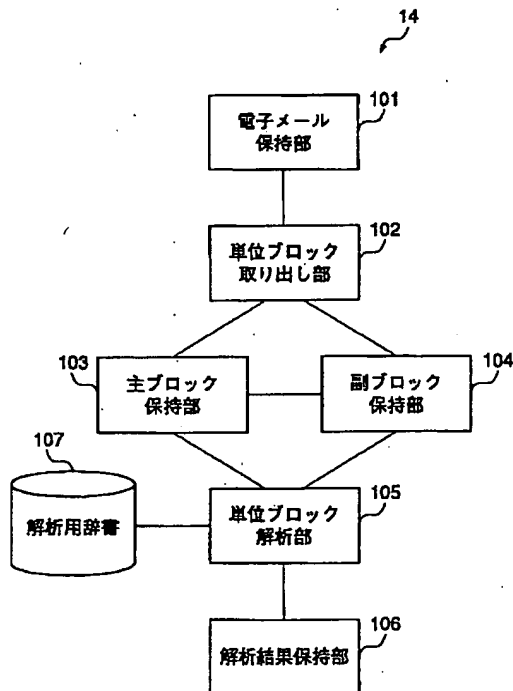 14
101
電子メール
保持部
102
単位ブロック
取り出し部
103
主ブロック
保持部
104
副ブロック
保持部
107
解析用辞書
105
単位ブロック
解析部
106
解析結果保持部